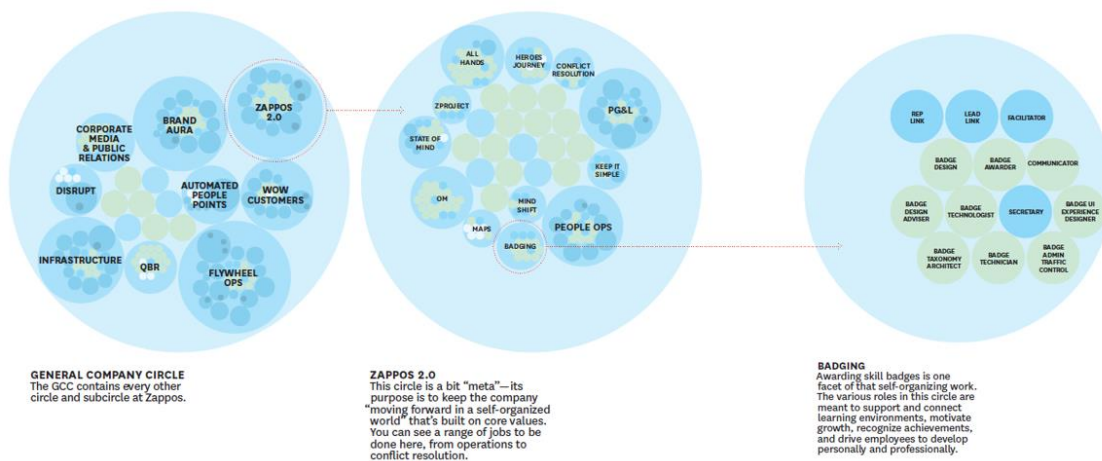 CORPORATE
MEDIA
& PUBLIC
RELATIONS
BRAND
AURA
ZAPPOS
2.0
DISRUPT
AUTOMATED
PEOPLE
POINTS
WOW
CUSTOMERS
INFRASTRUCTURE
QBR
FLYWHEEL
OPS
GENERAL COMPANY CIRCLE
The GCC contains every other
circle and subcircle at Zappos.
ALL
HANDS
HEROES
JOURNEY
CONFLICT
RESOLUTION
ZPROJECT
PG&L
STATE OF
MIND
KEEP IT
SIMPLE
OM
MIND
SHIFT
MAPS
PEOPLE OPS
BADGING
ZAPPOS 2.0
This circle is a bit “meta”—its
purpose is to keep the company
“moving forward in a self-organized
world” that’s built on core values.
You can see a range of jobs to be
done here, from operations to
conflict resolution.
REP
LINK
LEAD
LINK
FACILITATOR
BADGE
DESIGN
BADGE
AWARDER
COMMUNICATOR
BADGE
DESIGN
ADVISER
BADGE
TECHNOLOGIST
SECRETARY
BADGE UI
EXPERIENCE
DESIGNER
BADGE
TAXONOMY
ARCHITECT
BADGE
TECHNICIAN
BADGE
ADMIN
TRAFFIC
CONTROL
BADGING
Awarding skill badges is one
facet of that self-organizing work.
The various roles in this circle are
meant to support and connect
learning environments, motivate
growth, recognize achievements,
and drive employees to develop
personally and professionally.